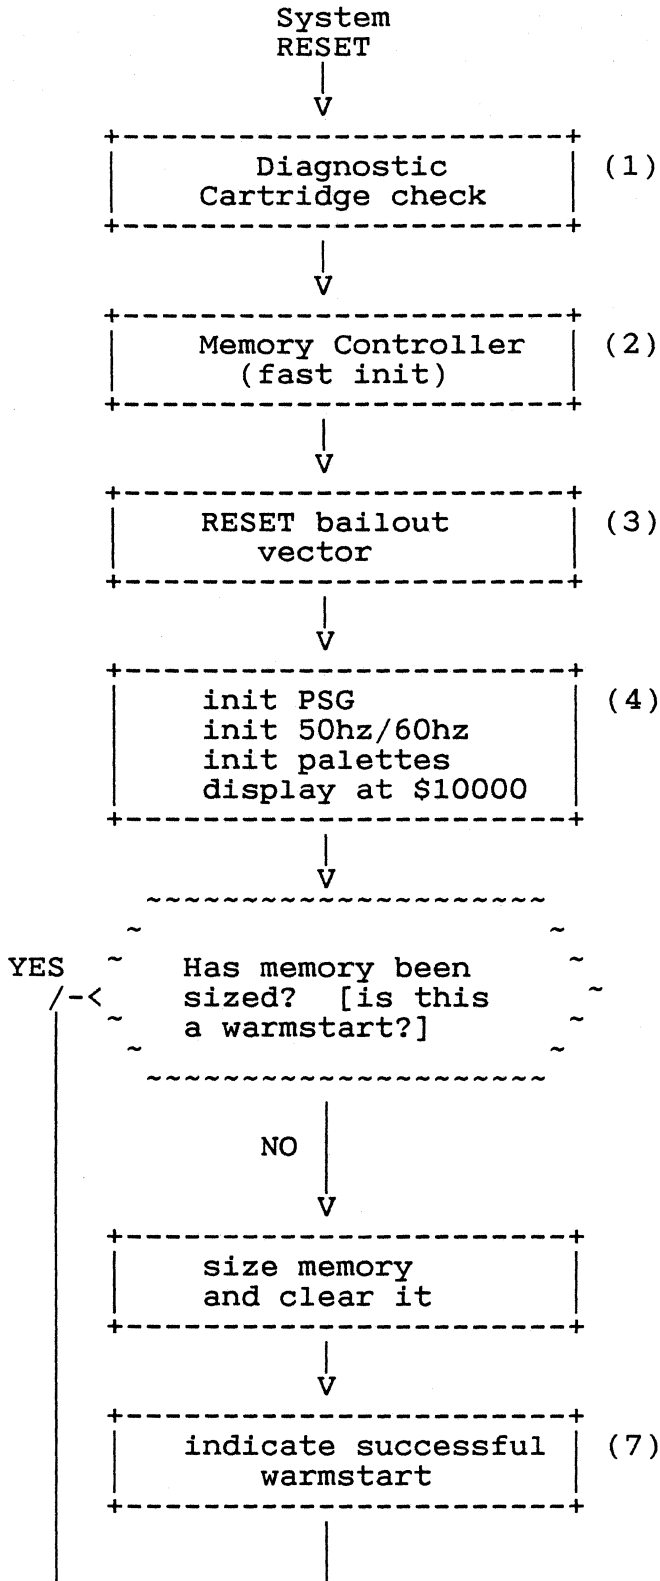 System
RESET
Diagnostic (1)
Cartridge check
Memory Controller (2)
(fast init)
RESET bailout (3)
vector
init PSG (4)
init 50hz/60hz
init palettes
display at $10000
YES
Has memory been
sized? [is this
a warmstart?]
NO
size memory
and clear it
indicate successful (7)
warmstart